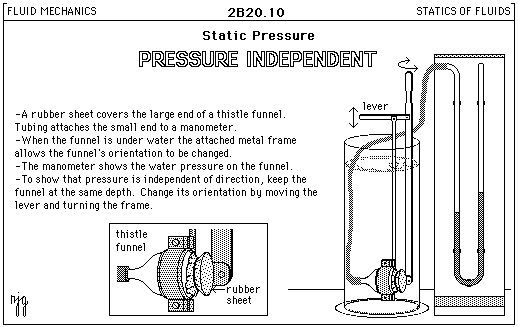 FLUID MECHANICS
2B20.10
STATICS OF FLUIDS
Static Pressure
PRESSURE INDEPENDENT
-A rubber sheet covers the large end of a thistle funnel.
Tubing attaches the small end to a manometer.
-When the funnel is under water the attached metal frame
allows the funnel's orientation to be changed.
-The manometer shows the water pressure on the funnel.
-To show that pressure is independent of direction, keep the
funnel at the same depth. Change its orientation by moving the
lever and turning the frame.
lever
thistle
funnel
rubber
sheet
mjg